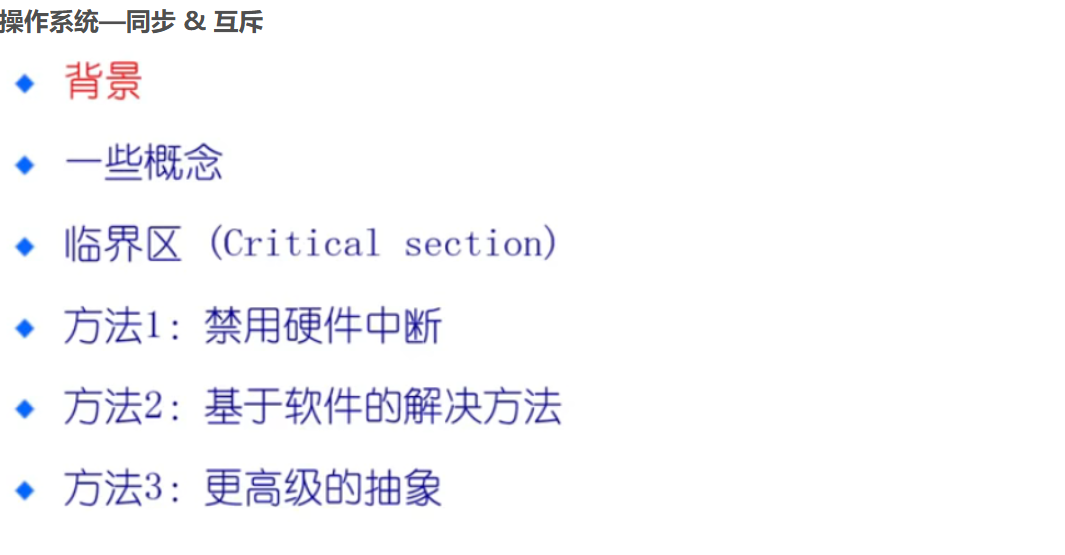 操作系统—同步 & 互斥
背景
一些概念
临界区 (Critical section)
方法1: 禁用硬件中断
方法2: 基于软件的解决方法
方法3: 更高级的抽象